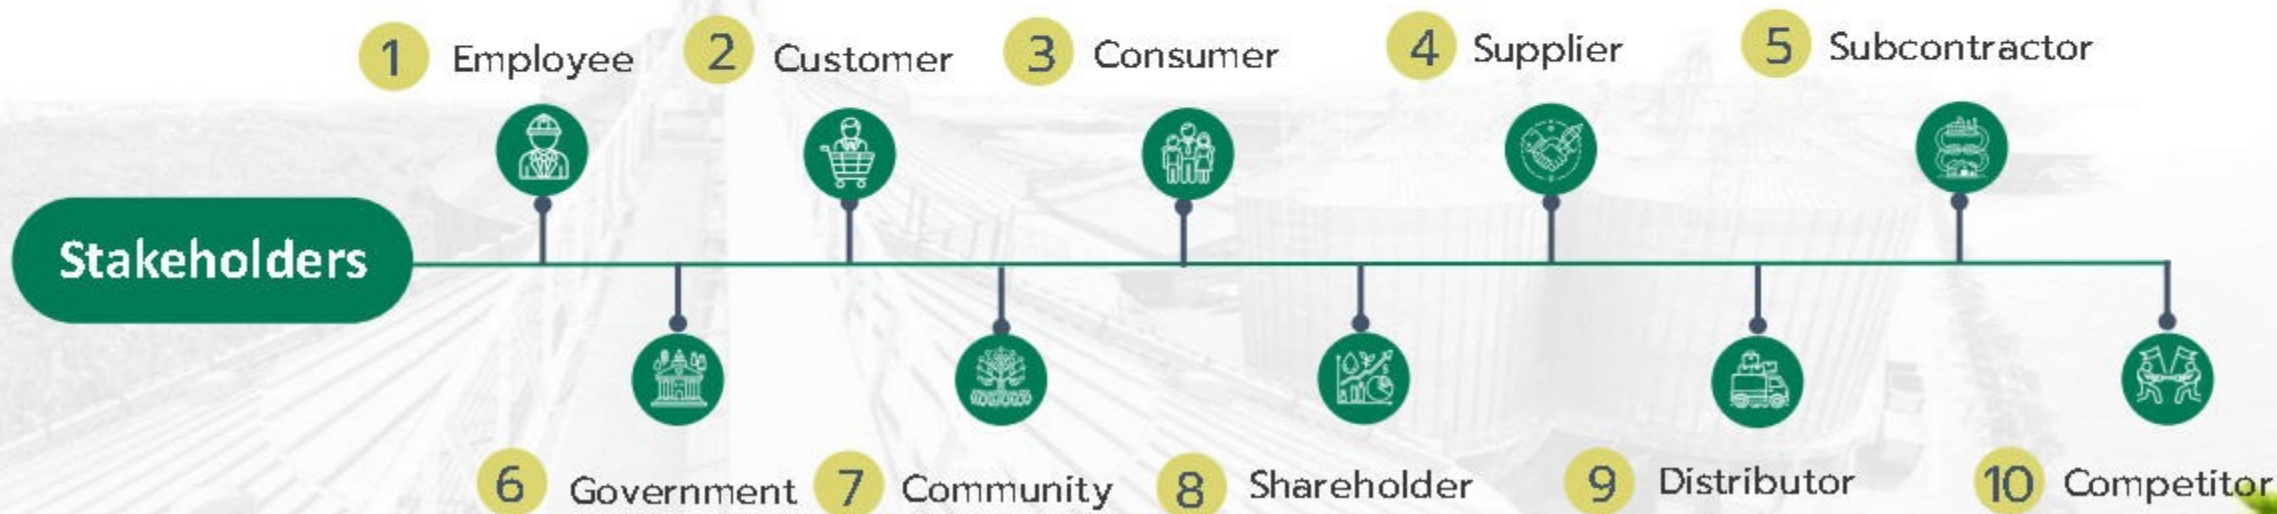 1 Employee
2 Customer
3 Consumer
4 Supplier
5 Subcontractor
Stakeholders
6 Government
7 Community
8 Shareholder
9 Distributor
10 Competitor